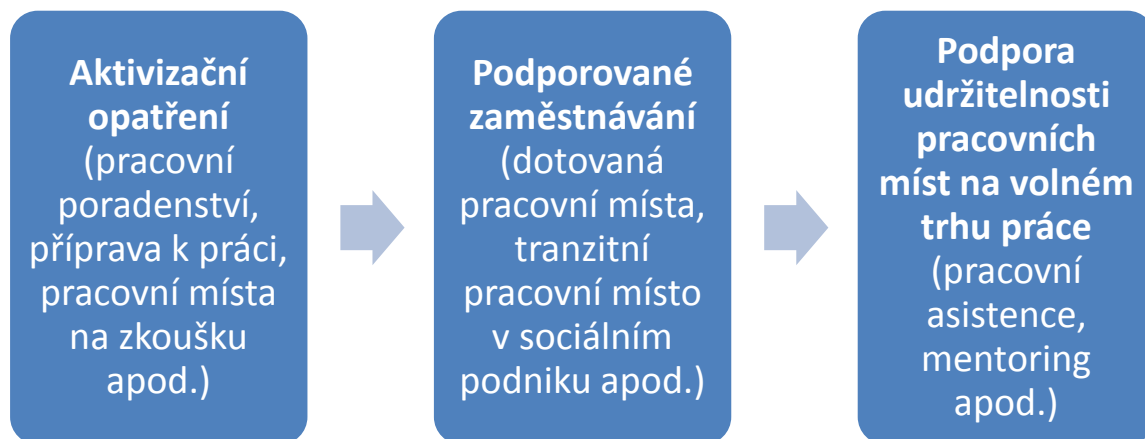 Aktivizační
opatření
(pracovní
poradenství,
příprava k práci,
pracovní místa
na zkoušku
apod.)
Podporované
zaměstnávání
(dotovaná
pracovní místa,
tranzitní
pracovní místo
v sociálním
podniku apod.)
Podpora
udržitelnosti
pracovních
míst na volném
trhu práce
(pracovní
asistence,
mentoring
apod.)